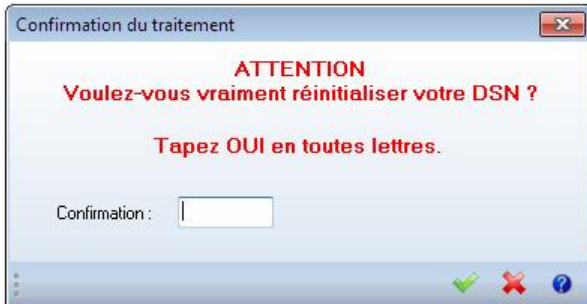 Confirmation du traitement
ATTENTION
Voulez-vous vraiment réinitialiser votre DSN ?
Tapez OUI en toutes lettres.
Confirmation :